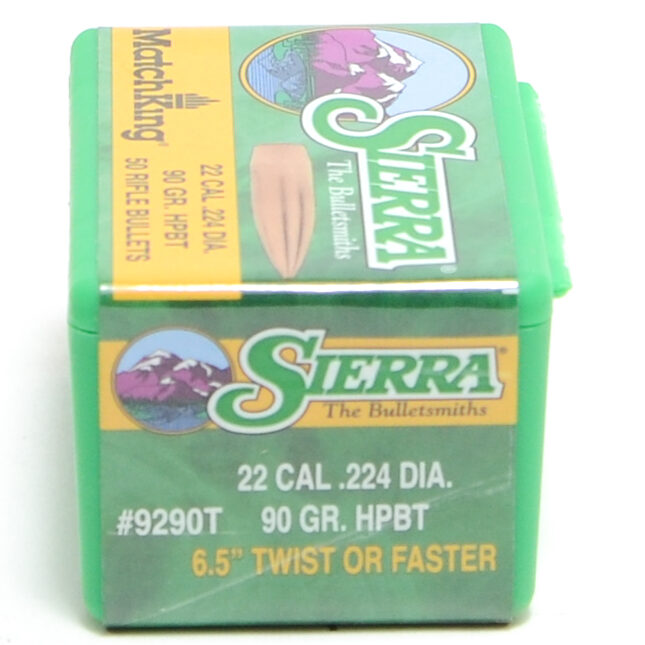 MatchKing®
22 CAL .224 DIA.
90 GR. HPBT
50 RIFLE BULLETS
SIERRA®
The Bulletsmiths
SIERRA®
The Bulletsmiths
22 CAL .224 DIA.
#9290T 90 GR. HPBT
6.5” TWIST OR FASTER